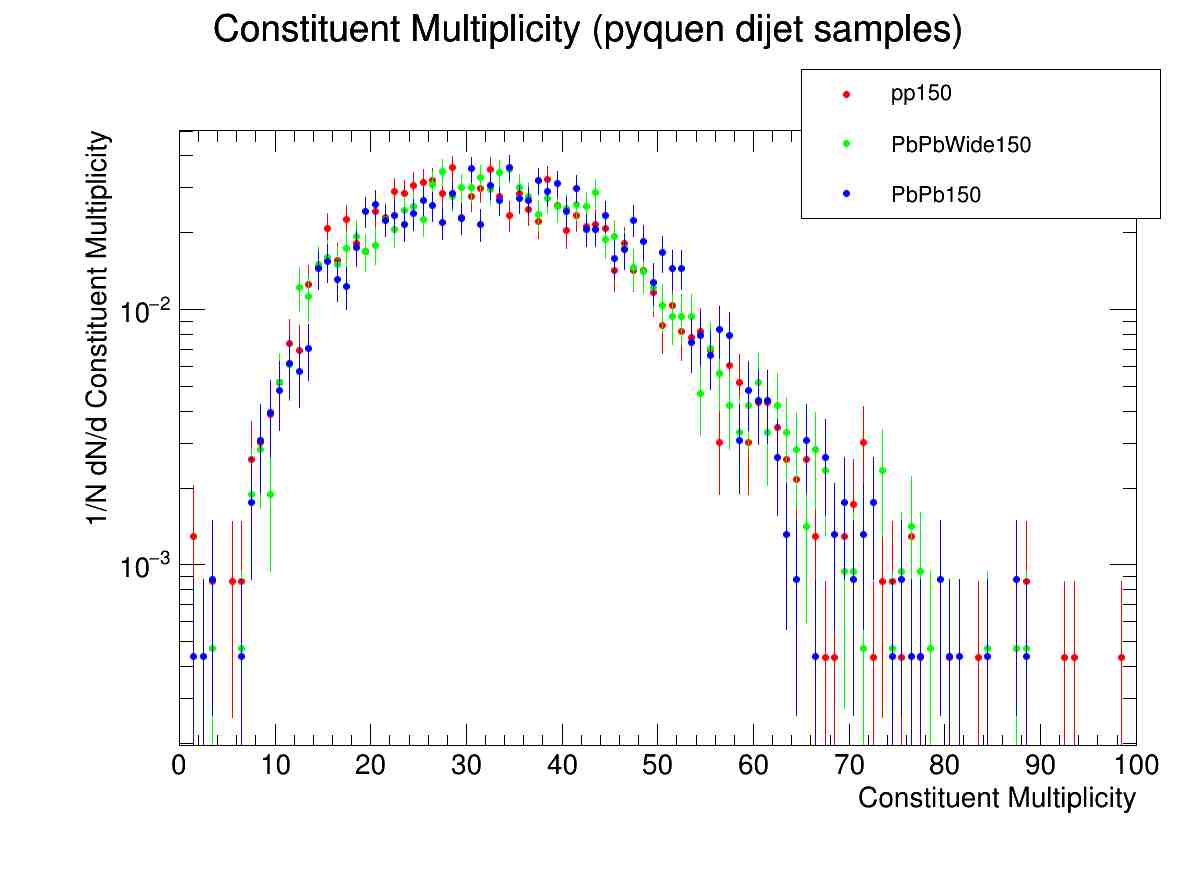 Constituent Multiplicity (pyquen dijet samples)
pp150
PbPbWide150
PbPb150
1/N dN/d Constituent Multiplicity
10⁻²
10⁻³
0 10 20 30 40 50 60 70 80 90 100
Constituent Multiplicity